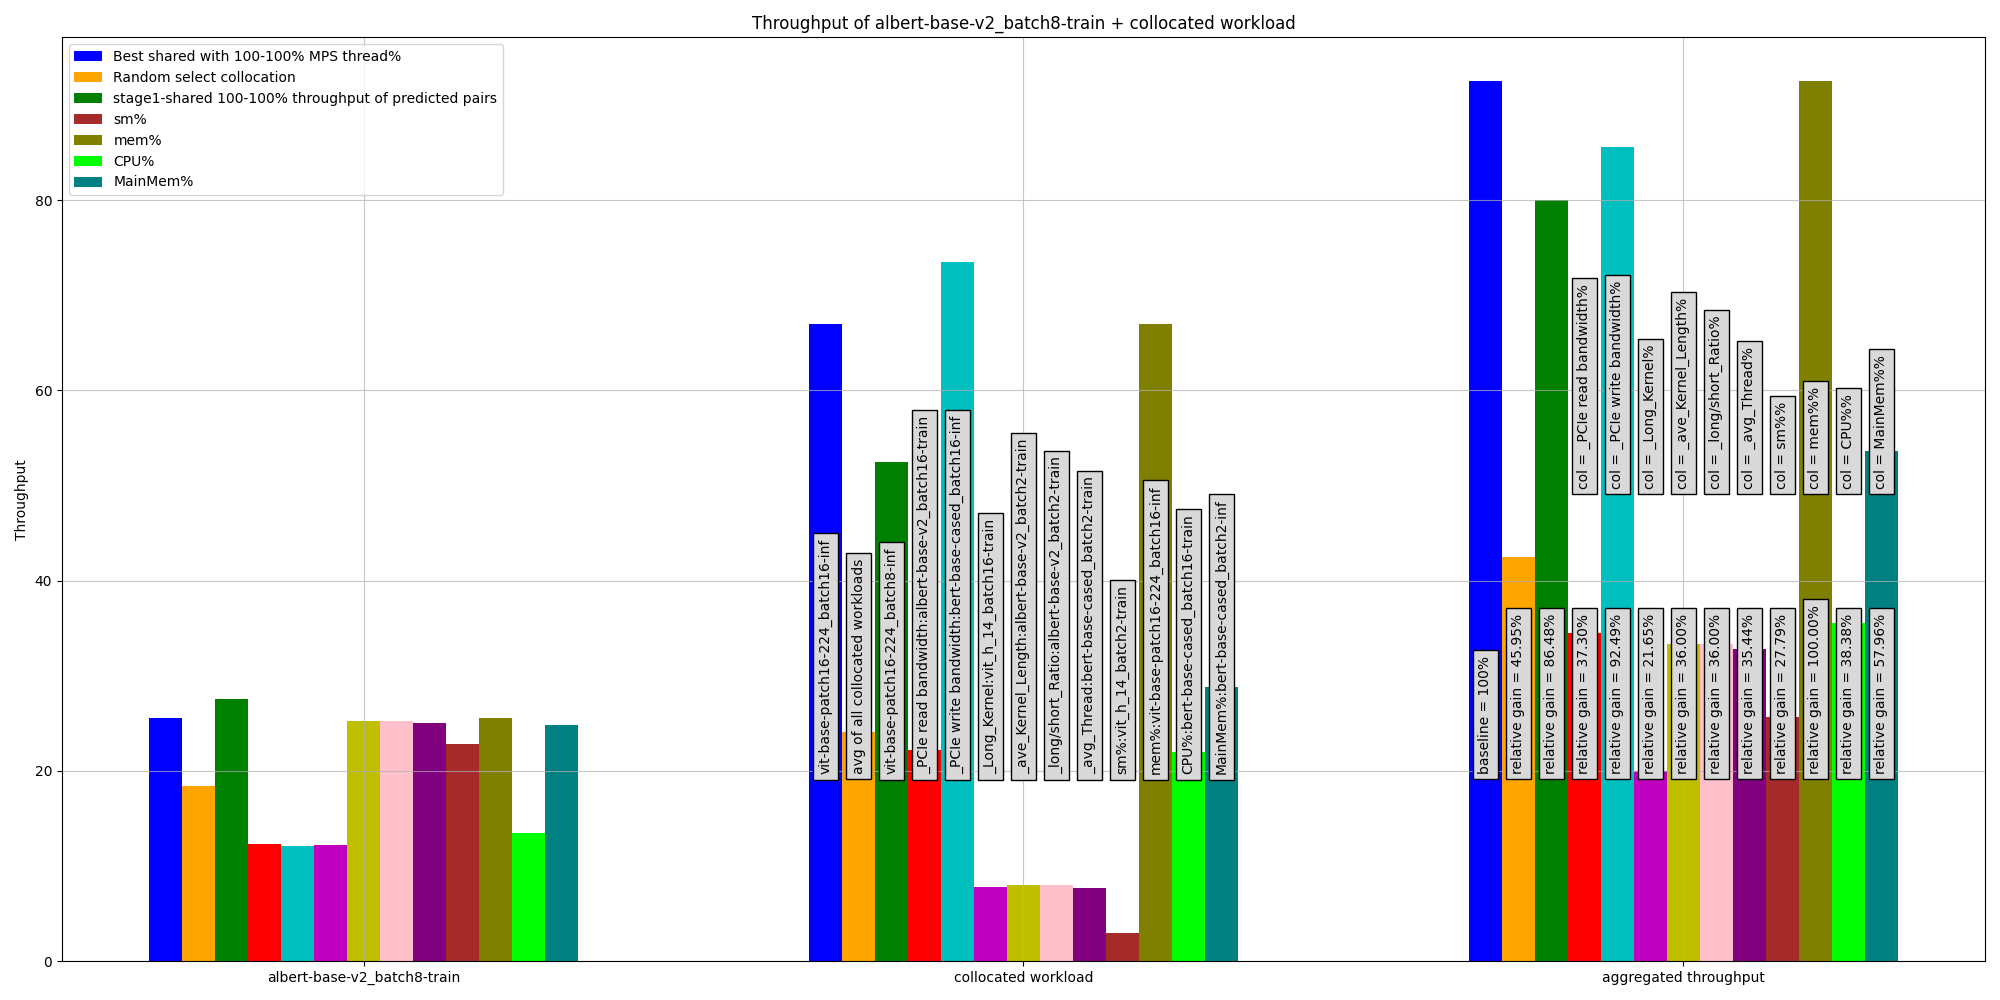 Throughput of albert-base-v2_batch8-train + collocated workload
Best shared with 100-100% MPS thread%
Random select collocation
stage1-shared 100-100% throughput of predicted pairs
sm%
mem%
CPU%
MainMem%
Throughput
80
60
40
20
0
vit-base-patch16-224_batch16-inf
avg of all collocated workloads
vit-base-patch16-224_batch8-inf
_PCIe read bandwidth:albert-base-v2_batch16-train
_PCIe write bandwidth:bert-base-cased_batch16-inf
_Long_Kernel:vit_h_14_batch16-train
_ave_Kernel_Length:albert-base-v2_batch2-train
_long/short_Ratio:albert-base-v2_batch2-train
_avg_Thread:bert-base-cased_batch2-train
sm%:vit_h_14_batch2-train
mem%:vit-base-patch16-224_batch16-inf
CPU%:bert-base-cased_batch16-train
MainMem%:bert-base-cased_batch2-inf
col = _PCIe read bandwidth%
col = _PCIe write bandwidth%
col = _Long_Kernel%
col = _ave_Kernel_Length%
col = _long/short_Ratio%
col = _avg_Thread%
col = sm%%
col = mem%%
col = CPU%%
col = MainMem%%
baseline = 100%
relative gain = 45.95%
relative gain = 86.48%
relative gain = 37.30%
relative gain = 92.49%
relative gain = 21.65%
relative gain = 36.00%
relative gain = 36.00%
relative gain = 35.44%
relative gain = 27.79%
relative gain = 100.00%
relative gain = 38.38%
relative gain = 57.96%
albert-base-v2_batch8-train
collocated workload
aggregated throughput